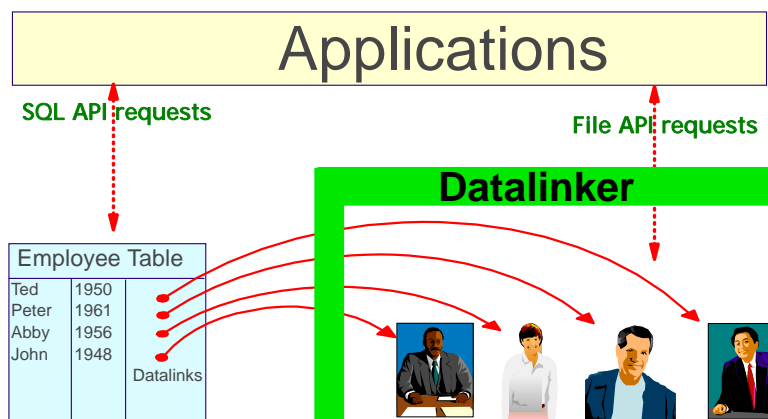 Applications
SQL API requests
File API requests
Datalinker
Employee Table
Ted 1950
Peter 1961
Abby 1956
John 1948
Datalinks